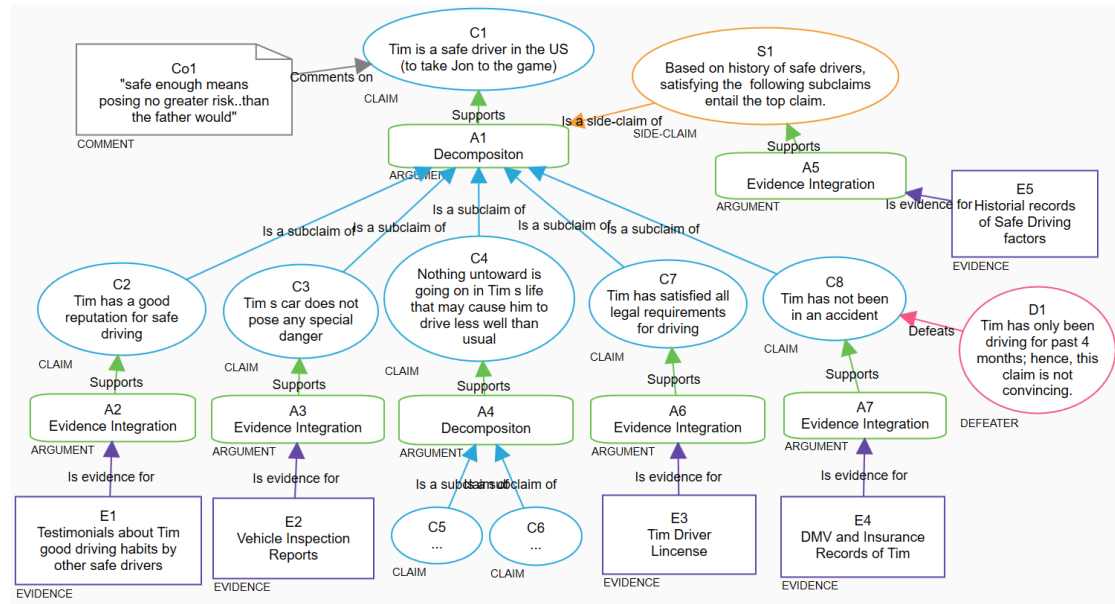 C1
Tim is a safe driver in the US
(to take Jon to the game)
CLAIM
Co1
"safe enough means
posing no greater risk..than
the father would"
COMMENT
Comments on
S1
Based on history of safe drivers,
satisfying the following subclaims
entail the top claim.
SIDE-CLAIM
Supports
Is a side-claim of
A1
Decompositon
ARGUMENT
Supports
A5
Evidence Integration
ARGUMENT
Is evidence for
E5
Historial records
of Safe Driving
factors
EVIDENCE
Is a subclaim of
Is a subclaim of
Is a subclaim of
Is a subclaim of
Is a subclaim of
C2
Tim has a good
reputation for safe
driving
CLAIM
C3
Tim s car does not
pose any special
danger
CLAIM
C4
Nothing untoward is
going on in Tim s life
that may cause him to
drive less well than
usual
CLAIM
C7
Tim has satisfied all
legal requirements
for driving
CLAIM
C8
Tim has not been
in an accident
CLAIM
Defeats
D1
Tim has only been
driving for past 4
months; hence, this
claim is not
convincing.
DEFEATER
Supports
Supports
Supports
Supports
Supports
A2
Evidence Integration
ARGUMENT
A3
Evidence Integration
ARGUMENT
A4
Decompositon
ARGUMENT
A6
Evidence Integration
ARGUMENT
A7
Evidence Integration
ARGUMENT
Is evidence for
Is evidence for
Is a subclaim of
Is a subclaim of
Is evidence for
Is evidence for
E1
Testimonials about Tim
good driving habits by
other safe drivers
EVIDENCE
E2
Vehicle Inspection
Reports
EVIDENCE
C5
...
CLAIM
C6
...
CLAIM
E3
Tim Driver
Lincense
EVIDENCE
E4
DMV and Insurance
Records of Tim
EVIDENCE